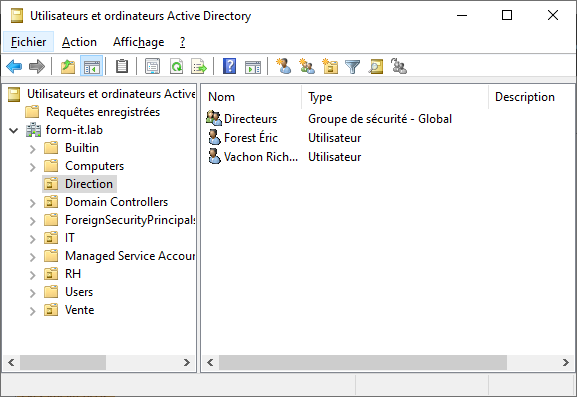 Utilisateurs et ordinateurs Active Directory
Fichier Action Affichage ?
Utilisateurs et ordinateurs Active
Requêtes enregistrées
form-it.lab
Builtin
Computers
Direction
Domain Controllers
ForeignSecurityPrincipals
IT
Managed Service Accour
RH
Users
Vente
Nom Type Description
Directeurs Groupe de sécurité - Global
Forest Éric Utilisateur
Vachon Rich... Utilisateur